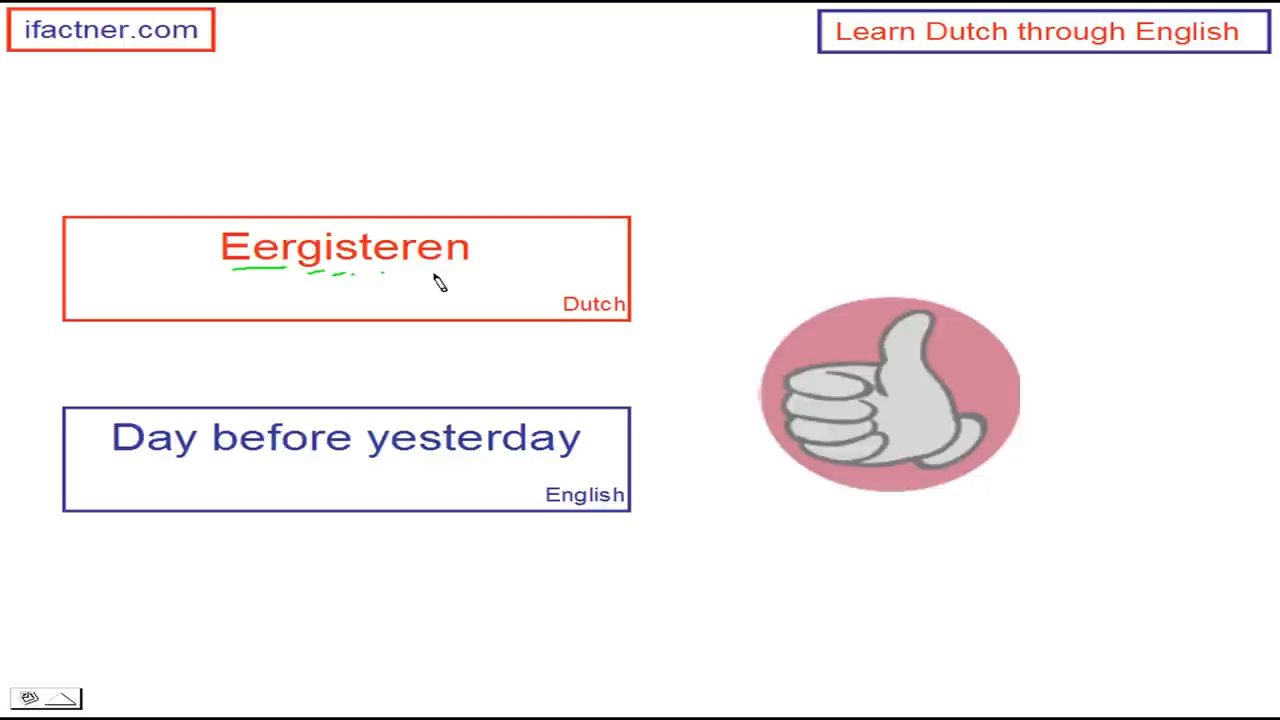 ifactner.com
Learn Dutch through English
Eergisteren
Dutch
Day before yesterday
English